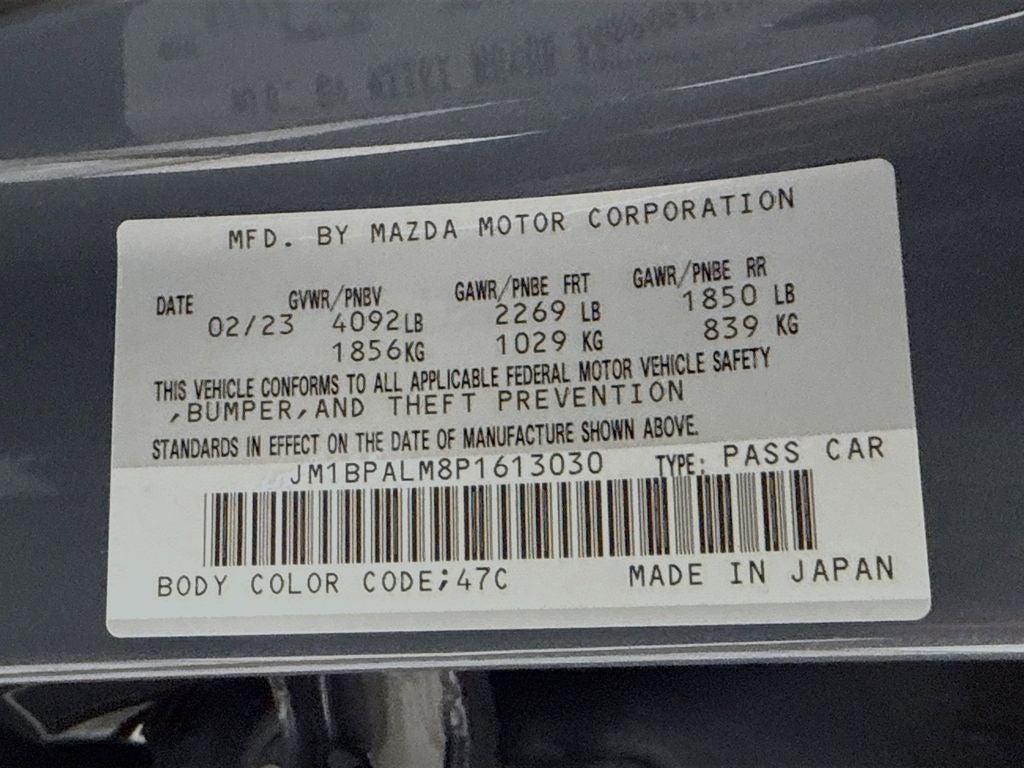 MFD. BY MAZDA MOTOR CORPORATION
DATE GVWR/PNBV GAWR/PNBE FRT GAWR/PNBE RR
02/23 4092LB 2269 LB 1850 LB
1856KG 1029 KG 839 KG
THIS VEHICLE CONFORMS TO ALL APPLICABLE FEDERAL MOTOR VEHICLE SAFETY
,BUMPER,AND THEFT PREVENTION
STANDARDS IN EFFECT ON THE DATE OF MANUFACTURE SHOWN ABOVE.
JM1BPALM8P1613030 TYPE: PASS CAR
BODY COLOR CODE;47C MADE IN JAPAN